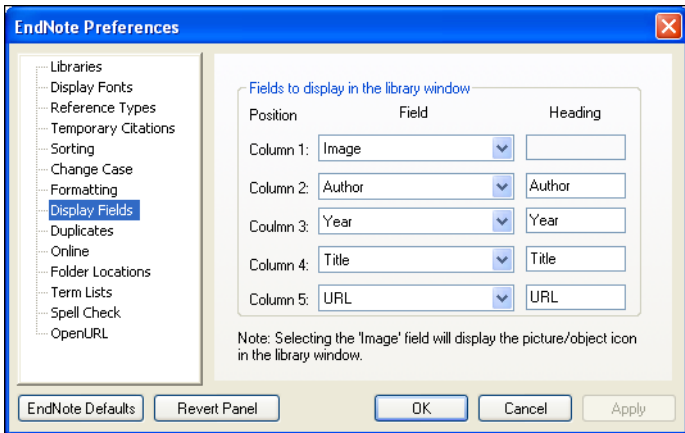 EndNote Preferences
Libraries
Display Fonts
Reference Types
Temporary Citations
Sorting
Change Case
Formatting
Display Fields
Duplicates
Online
Folder Locations
Term Lists
Spell Check
OpenURL
Fields to display in the library window
Position Field Heading
Column 1: Image
Column 2: Author Author
Coulmn 3: Year Year
Column 4: Title Title
Column 5: URL URL
Note: Selecting the 'Image' field will display the picture/object icon
in the library window.
EndNote Defaults Revert Panel OK Cancel Apply